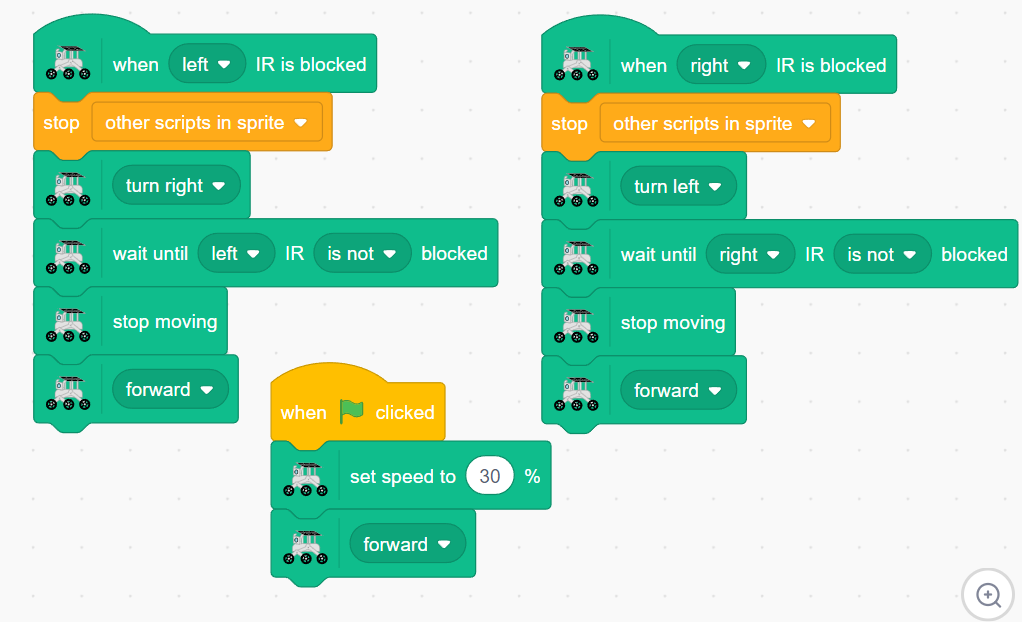 when left IR is blocked
stop other scripts in sprite
turn right
wait until left IR is not blocked
stop moving
forward
when clicked
set speed to 30 %
forward
when right IR is blocked
stop other scripts in sprite
turn left
wait until right IR is not blocked
stop moving
forward